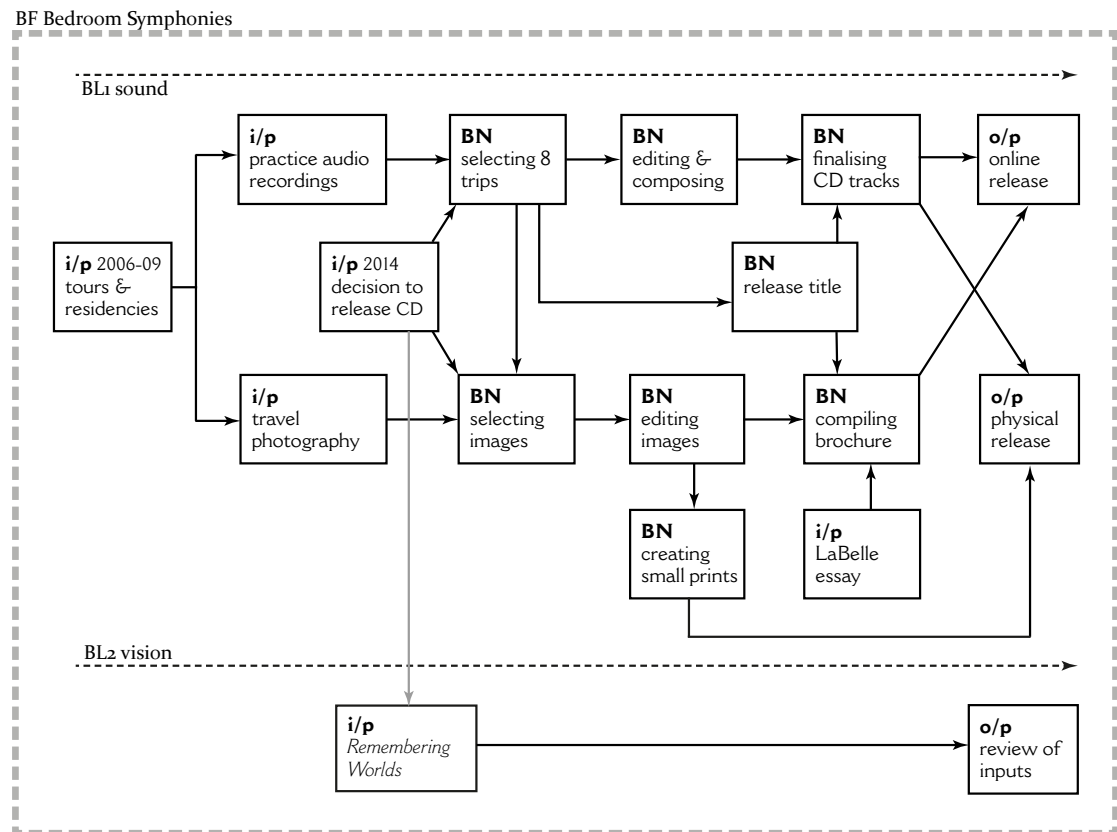 BF Bedroom Symphonies
BL1 sound
i/p
practice audio
recordings
BN
selecting 8
trips
BN
editing &
composing
BN
finalising
CD tracks
o/p
online
release
i/p 2006-09
tours &
residencies
i/p 2014
decision to
release CD
BN
release title
i/p
travel
photography
BN
selecting
images
BN
editing
images
BN
compiling
brochure
o/p
physical
release
BN
creating
small prints
i/p
LaBelle
essay
BL2 vision
i/p
Remembering
Worlds
o/p
review of
inputs